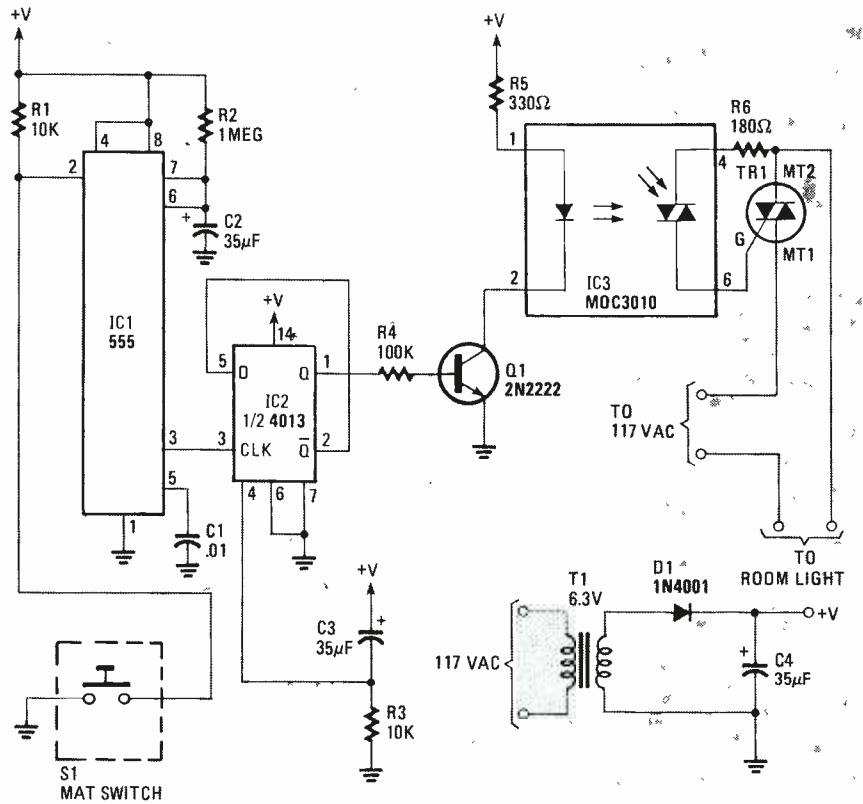 +V
R1
10K
R2
1MEG
4
8
2
7
6
+
C2
35µF
IC1
555
3
5
1
C1
.01
+V
14
5
D
Q
1
IC2
1/2 4013
3
CLK
Q̅
2
4
6
7
R4
100K
Q1
2N2222
+V
R5
330Ω
1
2
IC3
MOC3010
4
6
R6
180Ω
TR1
MT2
G
MT1
TO
117 VAC
TO
ROOM LIGHT
+V
C3
35µF
+
R3
10K
S1
MAT SWITCH
117 VAC
T1
6.3V
D1
1N4001
+V
+
C4
35µF